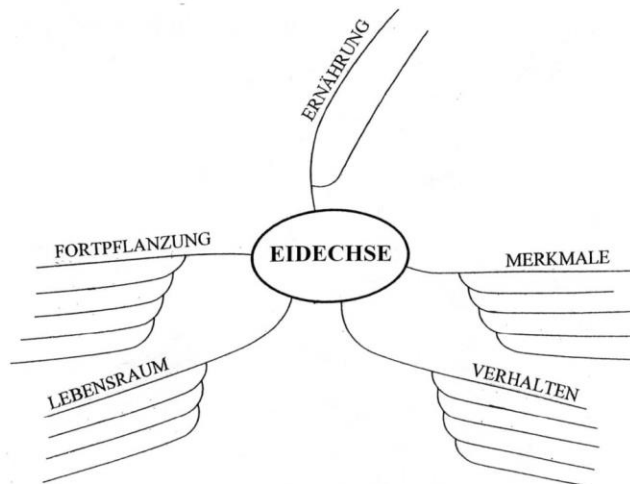 ERNÄHRUNG
FORTPFLANZUNG
EIDECHSE
MERKMALE
LEBENSRAUM
VERHALTEN